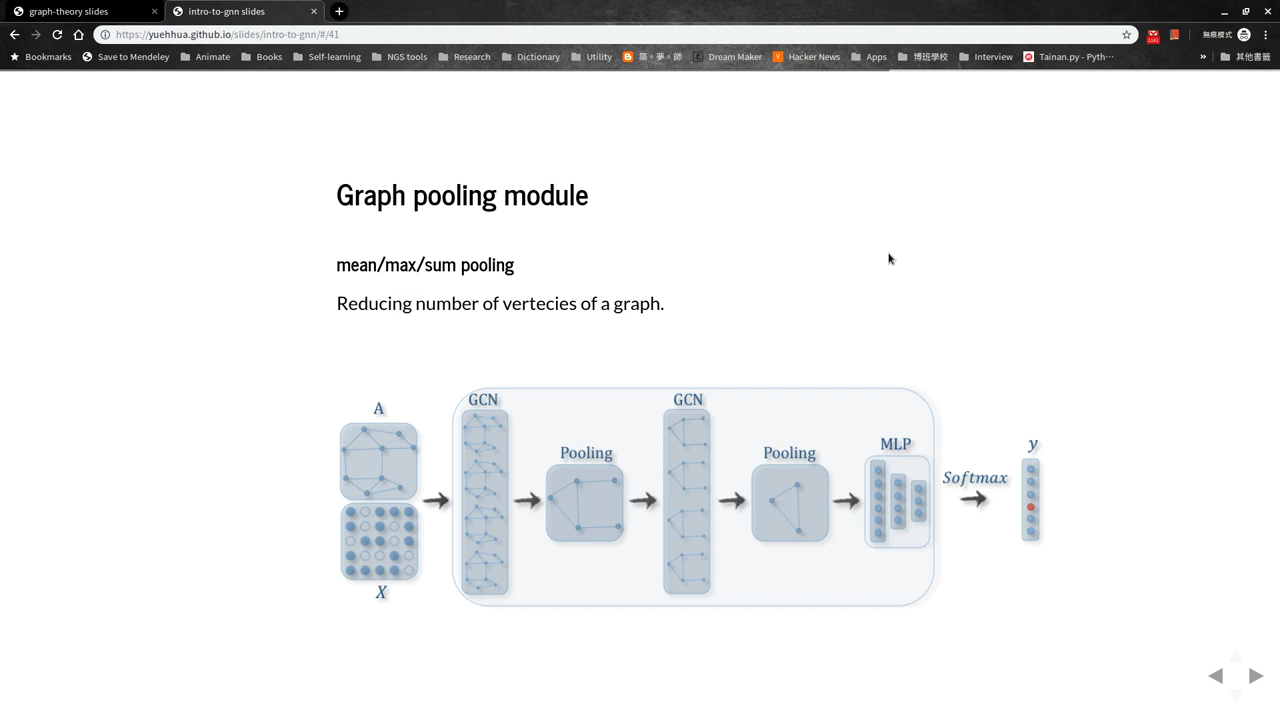 graph-theory slides
intro-to-gnn slides
https://yuehhua.github.io/slides/intro-to-gnn/#/41
無痕模式
Bookmarks
Save to Mendeley
Animate
Books
Self-learning
NGS tools
Research
Dictionary
Utility
築。夢。師
Dream Maker
Hacker News
Apps
博班學校
Interview
Tainan.py - Pyth…
»
其他書籤
Graph pooling module
mean/max/sum pooling
Reducing number of vertecies of a graph.
A
X
GCN
Pooling
GCN
Pooling
MLP
Softmax
y